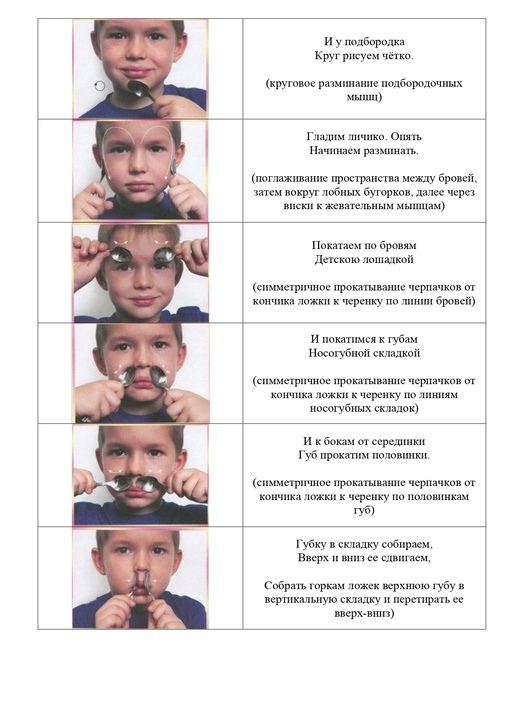 И у подбородка
Круг рисуем чётко.
(круговое разминание подбородочных
мышц)
Гладим личико. Опять
Начинаем разминать.
(поглаживание пространства между бровей,
затем вокруг лобных бугорков, далее через
виски к жевательным мышцам)
Покатаем по бровям
Детскою лошадкой
(симметричное прокатывание черпачков от
кончика ложки к черенку по линии бровей)
И покатимся к губам
Носогубной складкой
(симметричное прокатывание черпачков от
кончика ложки к черенку по линиям
носогубных складок)
И к бокам от серединки
Губ прокатим половинки.
(симметричное прокатывание черпачков от
кончика ложки к черенку по половинкам
губ)
Губку в складку собираем,
Вверх и вниз ее сдвигаем,
Собрать горкам ложек верхнюю губу в
вертикальную складку и перетирать ее
вверх-вниз)